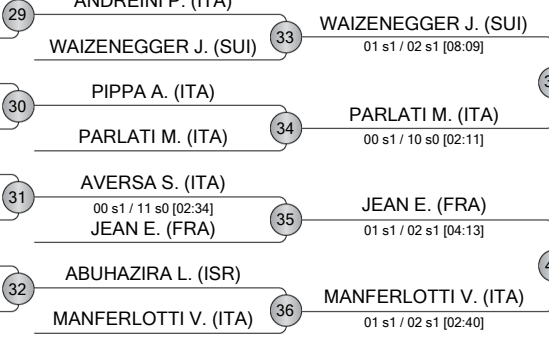 ANDREINI P. (ITA)
29
WAIZENEGGER J. (SUI)
33
WAIZENEGGER J. (SUI)
01 s1 / 02 s1 [08:09]
PIPPA A. (ITA)
30
PARLATI M. (ITA)
34
PARLATI M. (ITA)
00 s1 / 10 s0 [02:11]
AVERSA S. (ITA)
31
00 s1 / 11 s0 [02:34]
JEAN E. (FRA)
35
JEAN E. (FRA)
01 s1 / 02 s1 [04:13]
ABUHAZIRA L. (ISR)
32
MANFERLOTTI V. (ITA)
36
MANFERLOTTI V. (ITA)
01 s1 / 02 s1 [02:40]